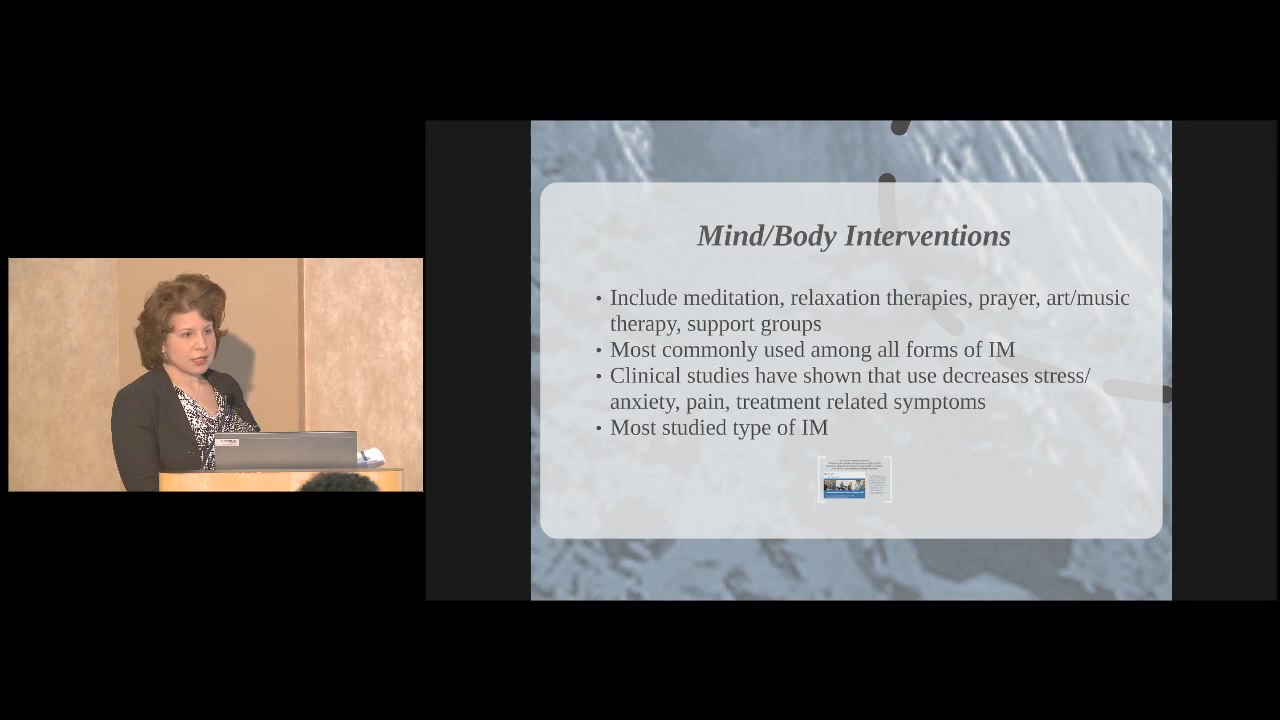 Mind/Body Interventions
• Include meditation, relaxation therapies, prayer, art/music
therapy, support groups
• Most commonly used among all forms of IM
• Clinical studies have shown that use decreases stress/
anxiety, pain, treatment related symptoms
• Most studied type of IM